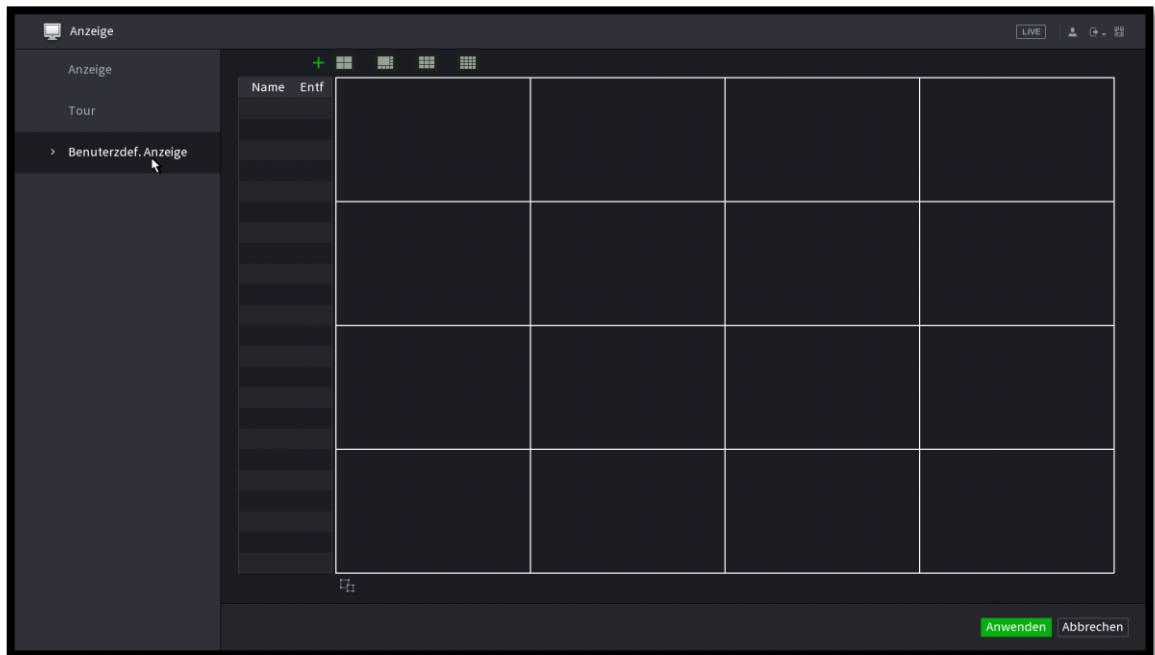 Anzeige
LIVE
Anzeige
Tour
Benuterzdef. Anzeige
Name Entf
Anwenden Abbrechen